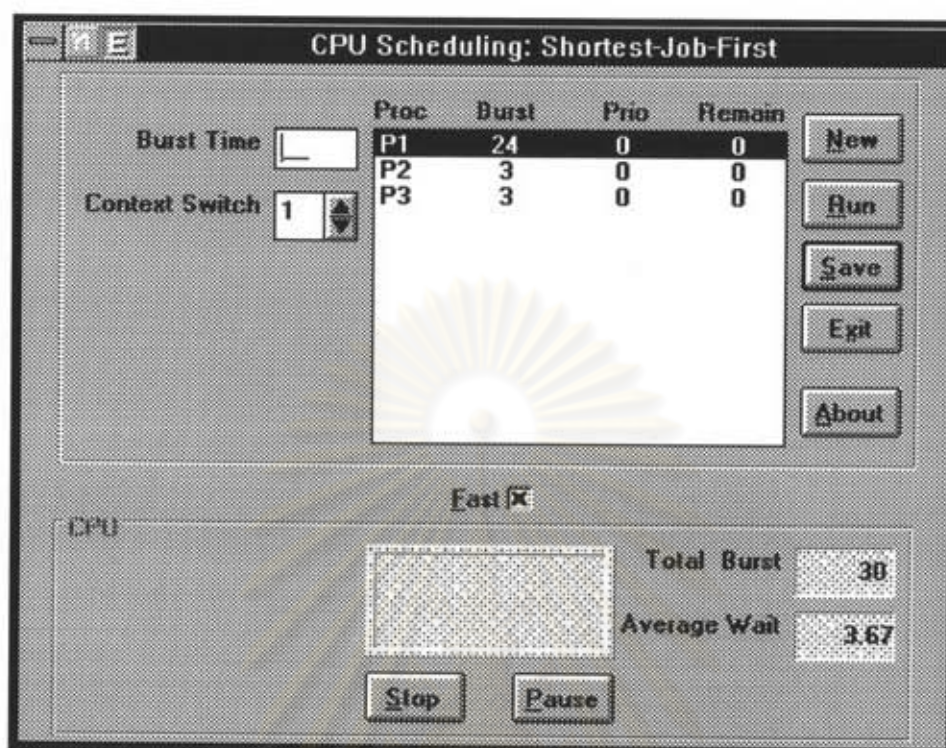 CPU Scheduling: Shortest-Job-First
Proc Burst Prio Remain
Burst Time
P1 24 0 0
P2 3 0 0
P3 3 0 0
Context Switch 1
New
Run
Save
Exit
About
Fast
CPU
Total Burst 30
Average Wait 3.67
Stop Pause